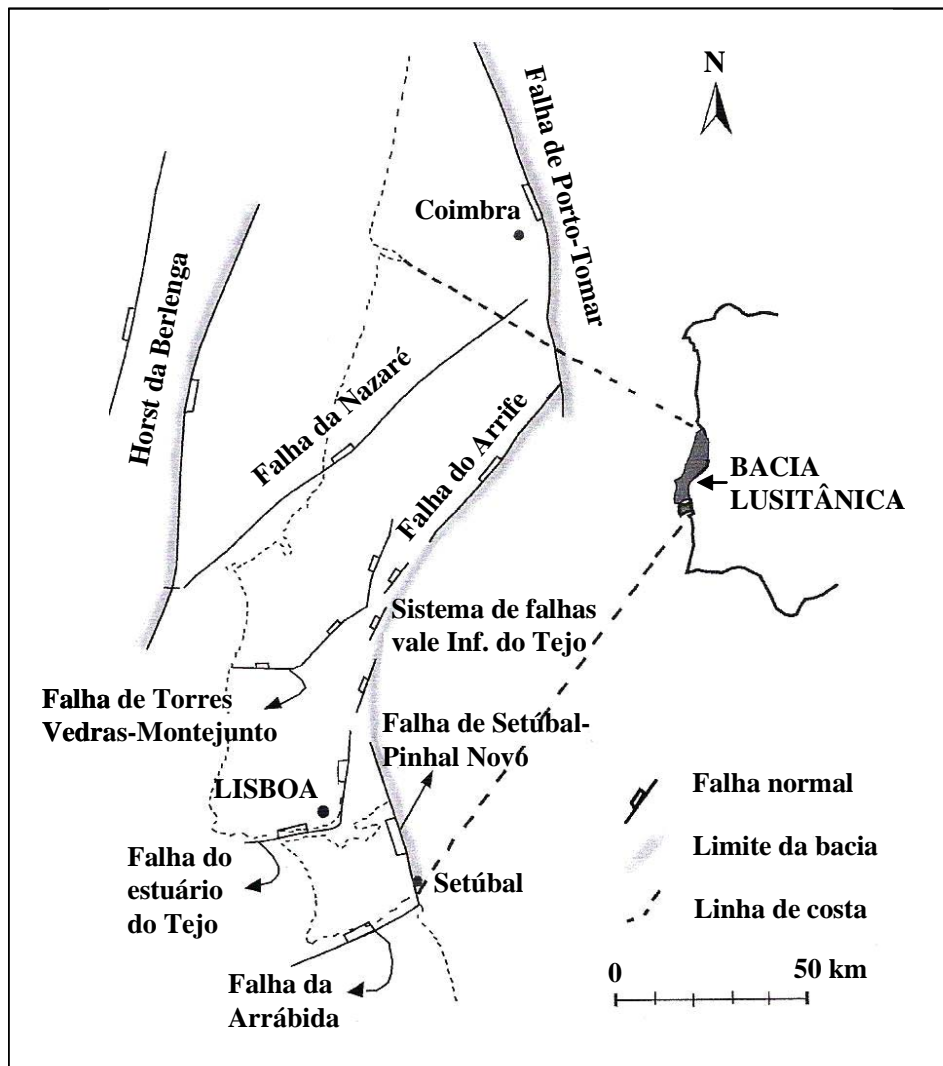 N
Falha de Porto-Tomar
Coimbra
Horst da Berlenga
Falha da Nazaré
Falha do Arrife
BACIA
LUSITÂNICA
Sistema de falhas
vale Inf. do Tejo
Falha de Torres
Vedras-Montejunto
Falha de Setúbal-
Pinhal Novó
LISBOA
Falha normal
Limite da bacia
Falha do
estuário
do Tejo
Setúbal
Linha de costa
0 50 km
Falha da
Arrábida